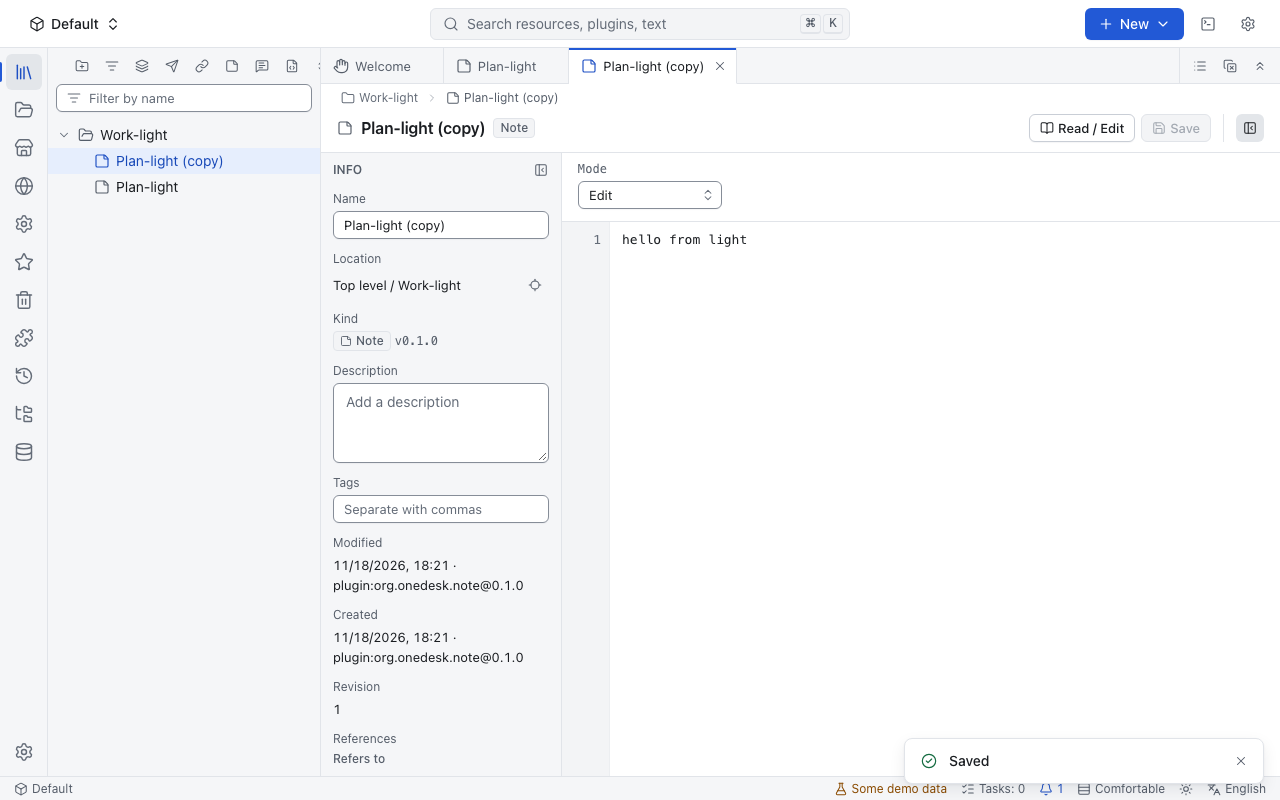 Default
Search resources, plugins, text
⌘ K
New
Welcome
Plan-light
Plan-light (copy)
Filter by name
Work-light
Plan-light (copy)
Plan-light
Work-light
Plan-light (copy)
Plan-light (copy)
Note
Read / Edit
Save
INFO
Name
Plan-light (copy)
Location
Top level / Work-light
Kind
Note v0.1.0
Description
Add a description
Tags
Separate with commas
Modified
11/18/2026, 18:21 ·
plugin:org.onedesk.note@0.1.0
Created
11/18/2026, 18:21 ·
plugin:org.onedesk.note@0.1.0
Revision
1
References
Refers to
Mode
Edit
1 hello from light
Saved
Default
Some demo data
Tasks: 0
1
Comfortable
English